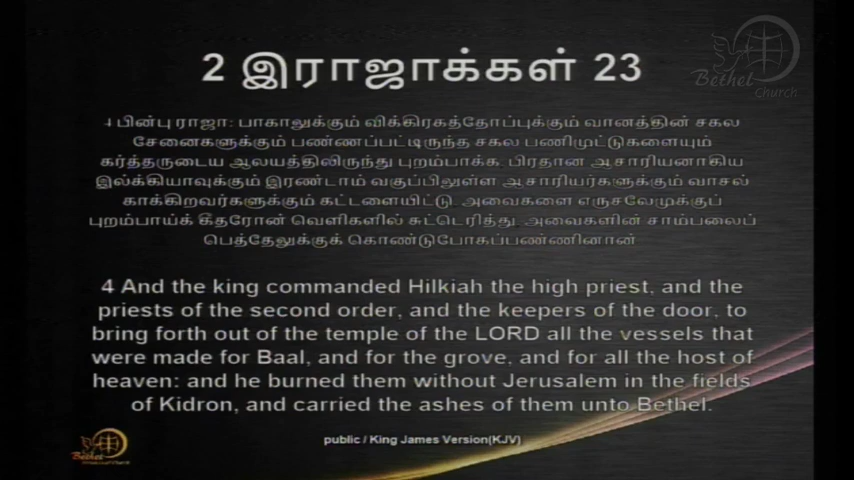 Bethel
Church
2 இராஜாக்கள் 23
4 பின்பு ராஜா: பாகாலுக்கும் விக்கிரகத்தோப்புக்கும் வானத்தின் சகல
சேனைகளுக்கும் பண்ணப்பட்டிருந்த சகல பணிமுட்டுகளையும்
கர்த்தருடைய ஆலயத்திலிருந்து புறம்பாக்க, பிரதான ஆசாரியனாகிய
இல்க்கியாவுக்கும் இரண்டாம் வகுப்பிலுள்ள ஆசாரியர்களுக்கும் வாசல்
காக்கிறவர்களுக்கும் கட்டளையிட்டு, அவைகளை எருசலேமுக்குப்
புறம்பாய்க் கீதரோன் வெளிகளில் சுட்டெரித்து, அவைகளின் சாம்பலைப்
பெத்தேலுக்குக் கொண்டுபோகப்பண்ணினான்
4 And the king commanded Hilkiah the high priest, and the
priests of the second order, and the keepers of the door, to
bring forth out of the temple of the LORD all the vessels that
were made for Baal, and for the grove, and for all the host of
heaven: and he burned them without Jerusalem in the fields
of Kidron, and carried the ashes of them unto Bethel.
public / King James Version(KJV)
Bethel